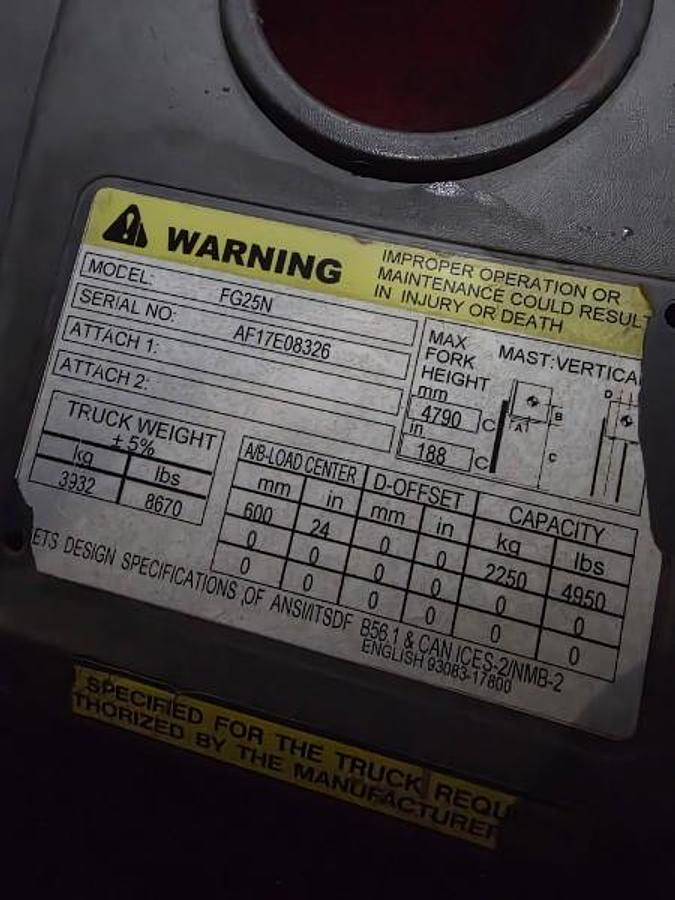 WARNING
IMPROPER OPERATION OR
MAINTENANCE COULD RESULT
IN INJURY OR DEATH
MODEL: FG25N
SERIAL NO: AF17E08326
ATTACH 1:
ATTACH 2:
MAX
FORK
HEIGHT
mm
4790 C
in
188 C
MAST:VERTICA
A
B
C
D
TRUCK WEIGHT
±5%
kg lbs
3932 8670
A/B-LOAD CENTER D-OFFSET CAPACITY
mm in mm in kg lbs
600 24 0 0 2250 4950
0 0 0 0 0 0
0 0 0 0 0 0
ETS DESIGN SPECIFICATIONS ,OF ANSI/ITSDF B56.1 & CAN ICES-2/NMB-2
ENGLISH 93083-17800
SPECIFIED FOR THE TRUCK REQU
THORIZED BY THE MANUFACTURER